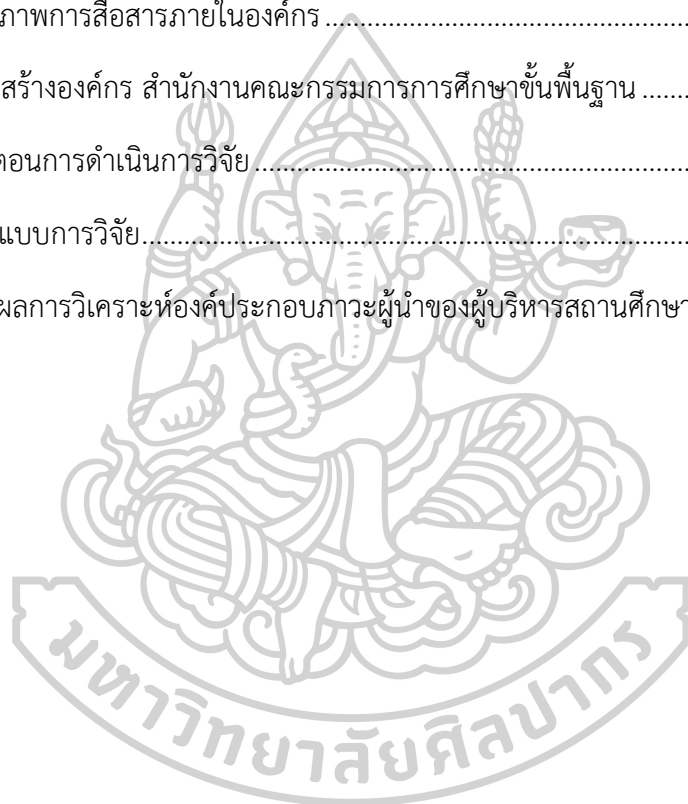 ภาพการสื่อสารภายในองค์กร ........................................................
สร้างองค์กร สำนักงานคณะกรรมการการศึกษาขั้นพื้นฐาน .......
ตอนการดำเนินการวิจัย ..................................................................
แบบการวิจัย....................................................................................
ผลการวิเคราะห์องค์ประกอบภาวะผู้นำของผู้บริหารสถานศึกษา
มหาวิทยาลัยศิลปากร